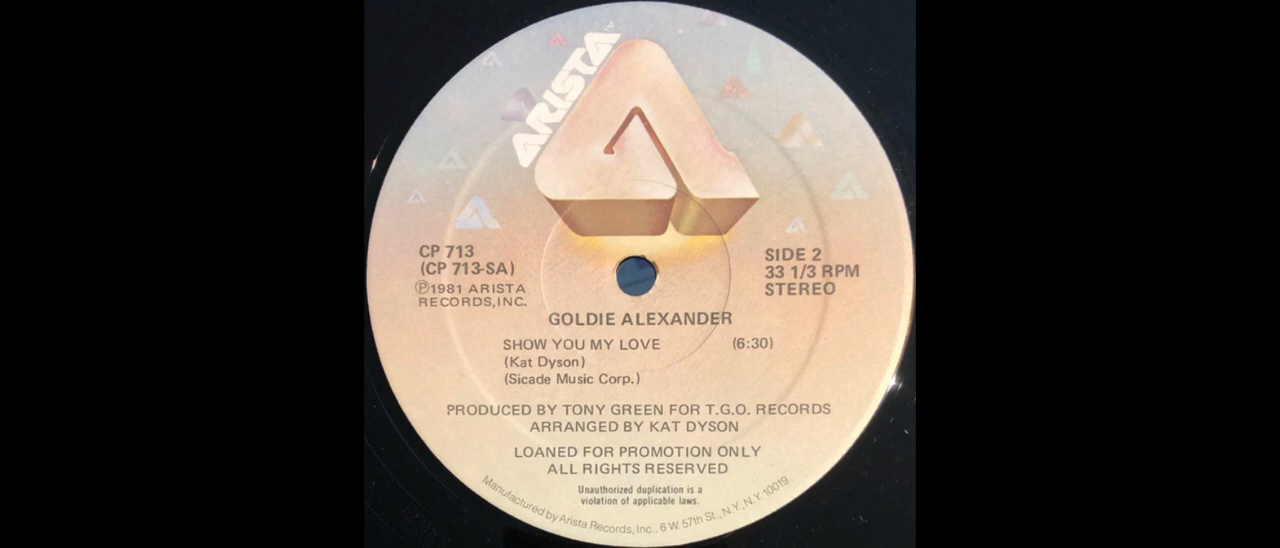 ARISTA™
CP 713
(CP 713-SA)
Ⓟ1981 ARISTA
RECORDS,INC.
SIDE 2
33 1/3 RPM
STEREO
GOLDIE ALEXANDER
SHOW YOU MY LOVE (6:30)
(Kat Dyson)
(Sicade Music Corp.)
PRODUCED BY TONY GREEN FOR T.G.O. RECORDS
ARRANGED BY KAT DYSON
LOANED FOR PROMOTION ONLY
ALL RIGHTS RESERVED
Unauthorized duplication is a
violation of applicable laws.
Manufactured by Arista Records, Inc., 6 W. 57th St., N.Y., N.Y. 10019